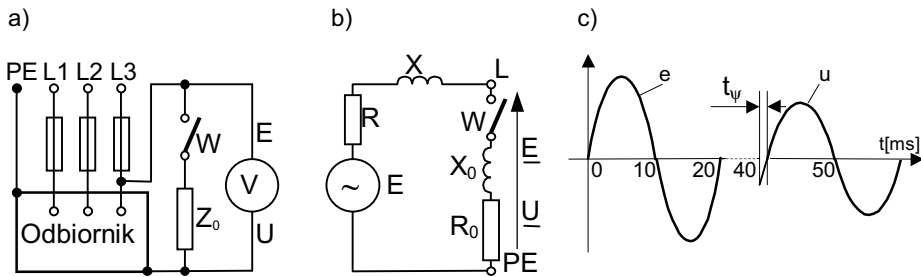 a)
PE L1 L2 L3
W
E
V
Z0
U
Odbiornik
b)
X
L
R
W
E
X0
~
E
U
R0
PE
c)
e
tψ
u
t[ms]
0 10 20 40 50